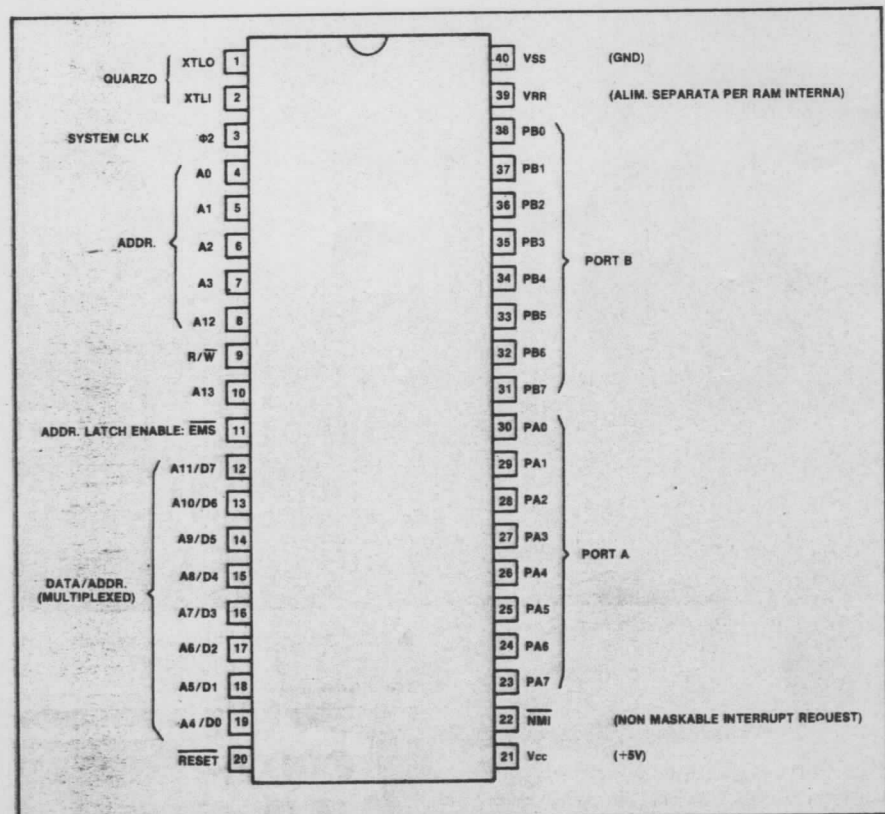 QUARZO
XTLO 1
XTLI 2
SYSTEM CLK Φ2 3
ADDR.
A0 4
A1 5
A2 6
A3 7
A12 8
R/W̅ 9
A13 10
ADDR. LATCH ENABLE: E̅M̅S̅ 11
DATA/ADDR.
(MULTIPLEXED)
A11/D7 12
A10/D6 13
A9/D5 14
A8/D4 15
A7/D3 16
A6/D2 17
A5/D1 18
A4/D0 19
R̅E̅S̅E̅T̅ 20
40 VSS (GND)
39 VRR (ALIM. SEPARATA PER RAM INTERNA)
38 PB0
37 PB1
36 PB2
35 PB3
34 PB4
33 PB5
32 PB6
31 PB7
PORT B
30 PA0
29 PA1
28 PA2
27 PA3
26 PA4
25 PA5
24 PA6
23 PA7
PORT A
22 N̅M̅I̅ (NON MASKABLE INTERRUPT REQUEST)
21 Vcc (+5V)